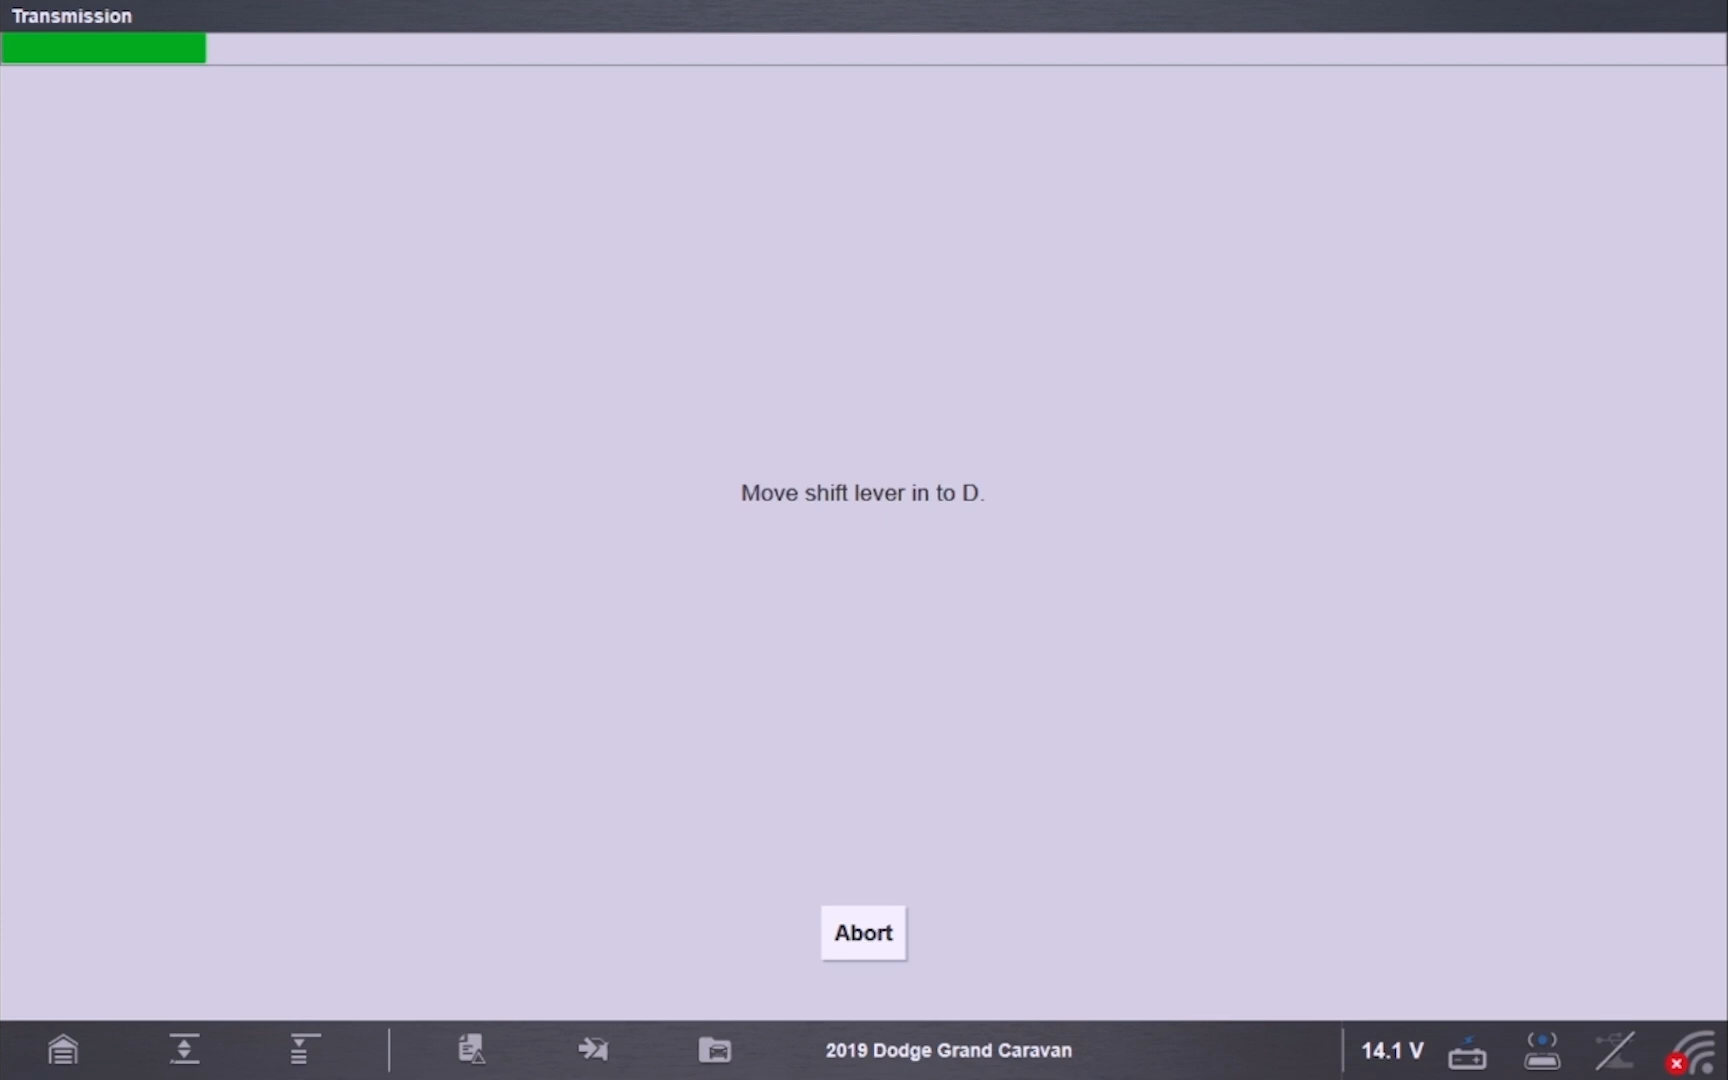 Transmission
Move shift lever in to D.
Abort
2019 Dodge Grand Caravan
14.1 V